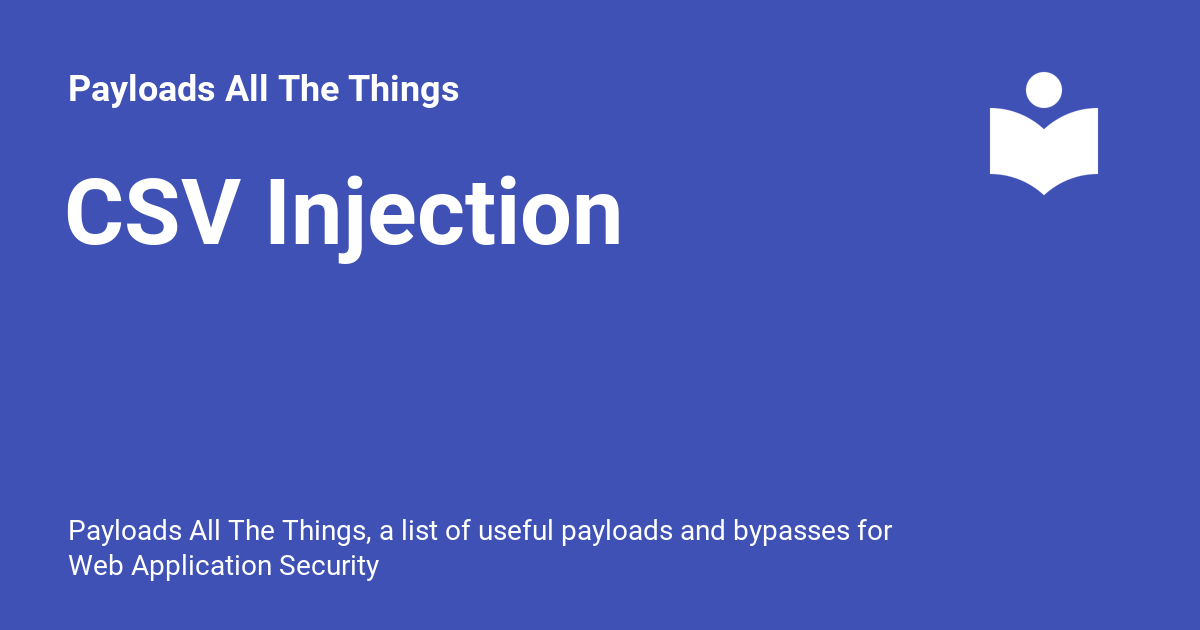 Payloads All The Things
CSV Injection
Payloads All The Things, a list of useful payloads and bypasses for
Web Application Security